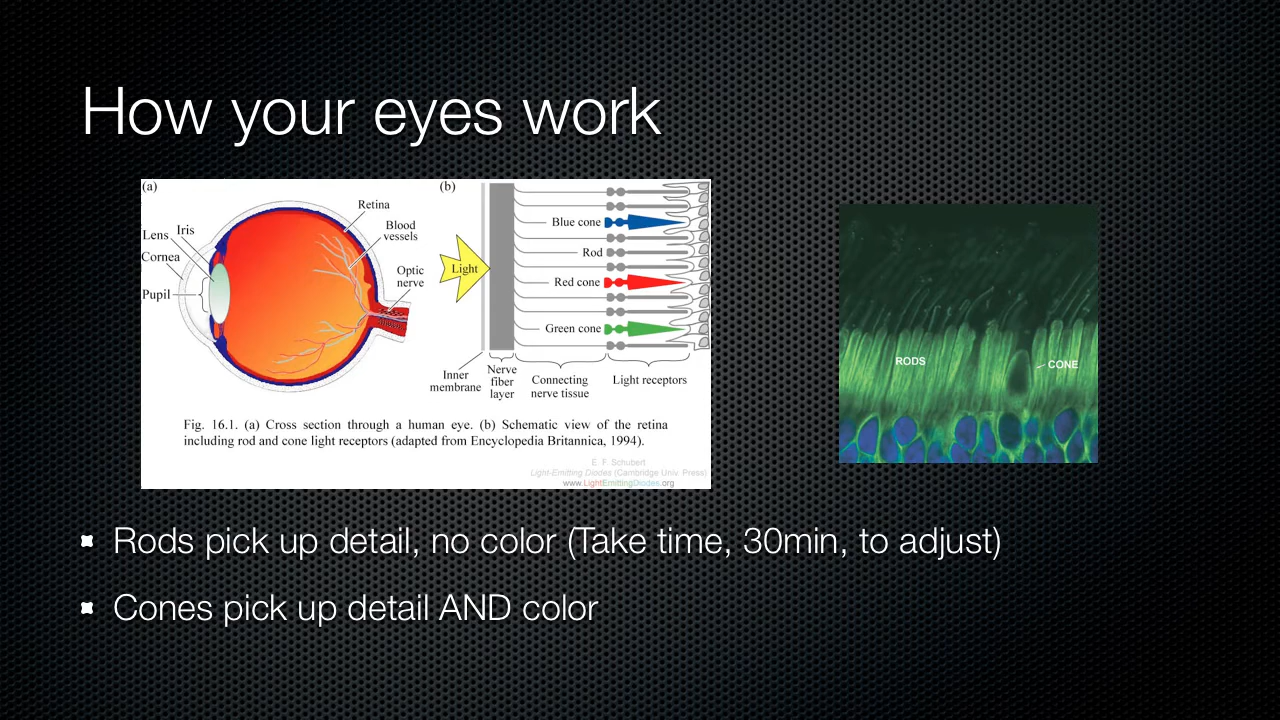 How your eyes work
(a)
Retina
Blood
vessels
Lens
Iris
Cornea
Optic
nerve
Pupil
(b)
Blue cone
Rod
Light
Red cone
Green cone
Inner
membrane
Nerve
fiber
layer
Connecting
nerve tissue
Light receptors
Fig. 16.1. (a) Cross section through a human eye. (b) Schematic view of the retina
including rod and cone light receptors (adapted from Encyclopedia Britannica, 1994).
E. F. Schubert
Light-Emitting Diodes (Cambridge Univ. Press)
www.LightEmittingDiodes.org
RODS
CONE
Rods pick up detail, no color (Take time, 30min, to adjust)
Cones pick up detail AND color